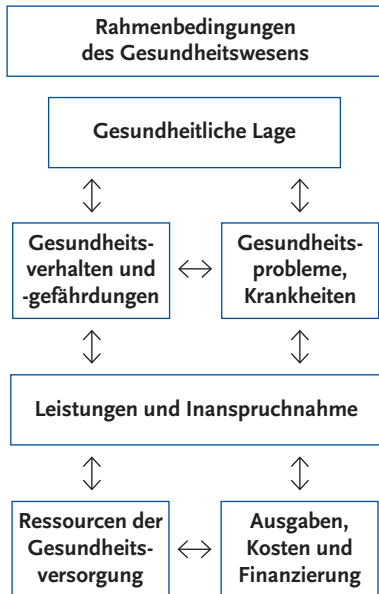 Rahmenbedingungen
des Gesundheitswesens
Gesundheitliche Lage
Gesundheits-
verhalten und
-gefährdungen
Gesundheits-
probleme,
Krankheiten
Leistungen und Inanspruchnahme
Ressourcen der
Gesundheits-
versorgung
Ausgaben,
Kosten und
Finanzierung